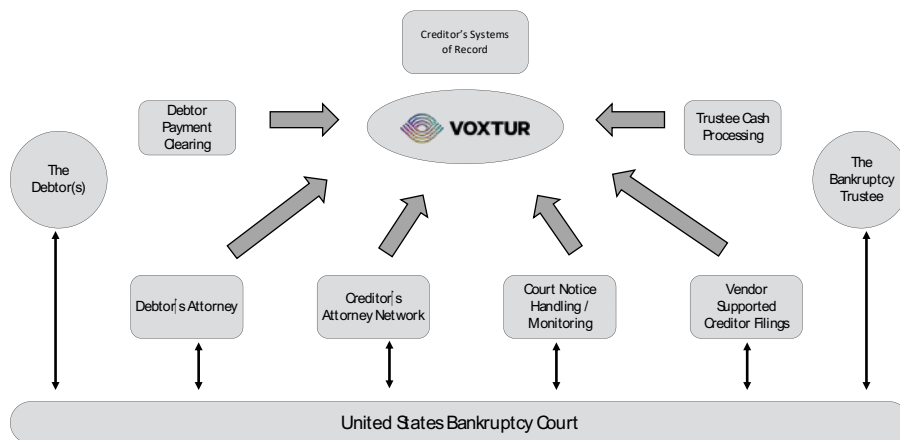 Creditor's Systems
of Record
Debtor
Payment
Clearing
VOXTUR
Trustee Cash
Processing
The
Debtor(s)
The
Bankruptcy
Trustee
Debtor's Attorney
Creditor's
Attorney Network
Court Notice
Handling /
Monitoring
Vendor
Supported
Creditor Filings
United States Bankruptcy Court